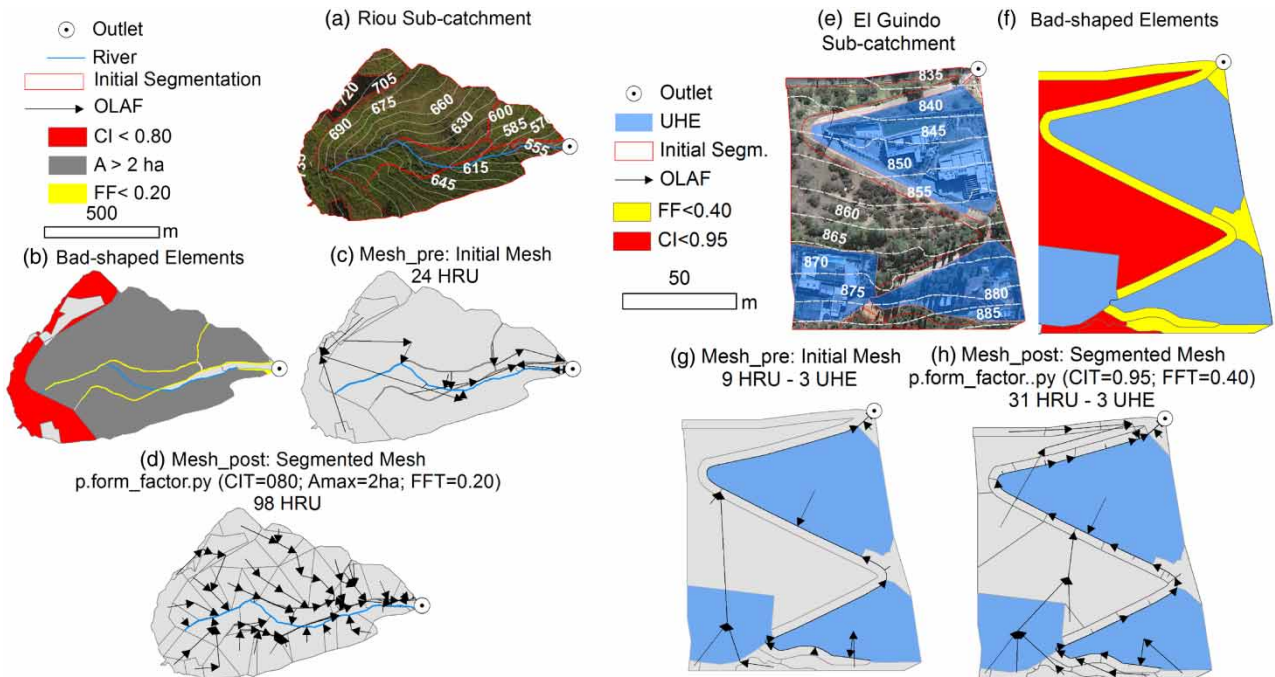 (a) Riou Sub-catchment
Outlet
River
Initial Segmentation
OLAF
CI < 0.80
A > 2 ha
FF< 0.20
500
m
720
705
690
675
660
630
600
585
570
555
615
645
(b) Bad-shaped Elements
(c) Mesh_pre: Initial Mesh
24 HRU
(d) Mesh_post: Segmented Mesh
p.form_factor.py (CIT=080; Amax=2ha; FFT=0.20)
98 HRU
(e) El Guindo
Sub-catchment
Outlet
UHE
Initial Segm.
OLAF
FF<0.40
CI<0.95
50
m
835
840
845
850
855
860
865
870
875
880
885
(f) Bad-shaped Elements
(g) Mesh_pre: Initial Mesh
9 HRU - 3 UHE
(h) Mesh_post: Segmented Mesh
p.form_factor..py (CIT=0.95; FFT=0.40)
31 HRU - 3 UHE